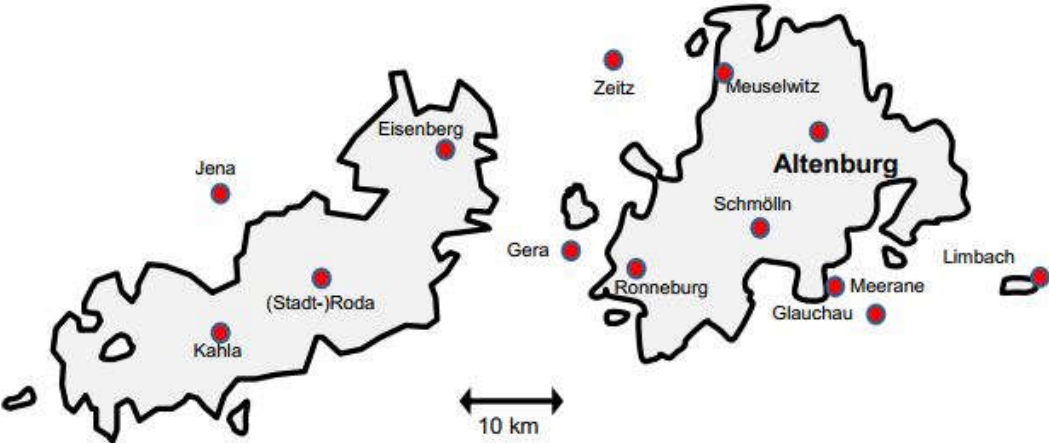 Zeitz
Meuselwitz
Eisenberg
Altenburg
Jena
Schmölln
Gera
Limbach
Ronneburg
Meerane
(Stadt-)Roda
Glauchau
Kahla
10 km